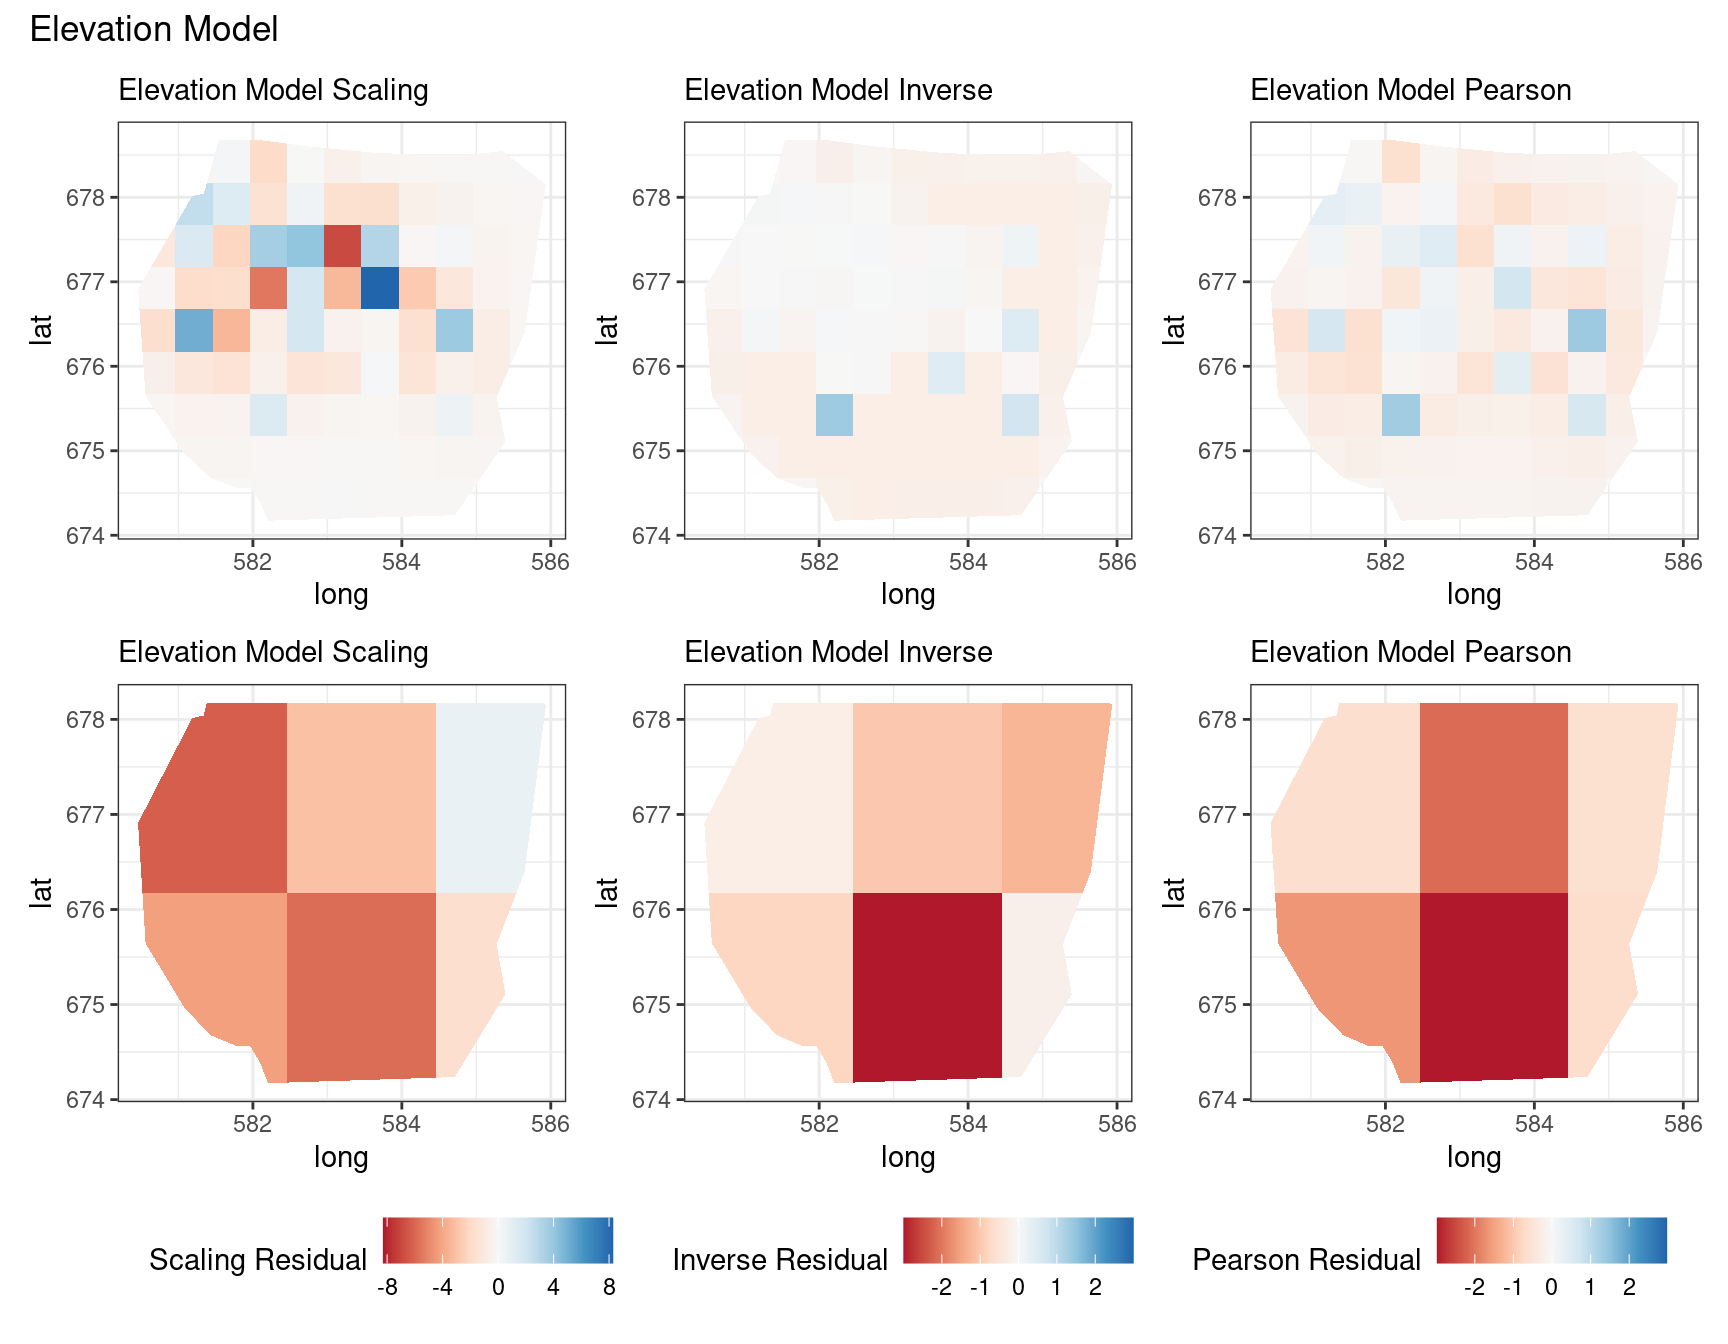 Elevation Model
Elevation Model Scaling
Elevation Model Inverse
Elevation Model Pearson
lat
678
677
676
675
674
582 584 586
long
lat
678
677
676
675
674
582 584 586
long
lat
678
677
676
675
674
582 584 586
long
Elevation Model Scaling
Elevation Model Inverse
Elevation Model Pearson
lat
678
677
676
675
674
582 584 586
long
lat
678
677
676
675
674
582 584 586
long
lat
678
677
676
675
674
582 584 586
long
Scaling Residual
-8 -4 0 4 8
Inverse Residual
-2 -1 0 1 2
Pearson Residual
-2 -1 0 1 2